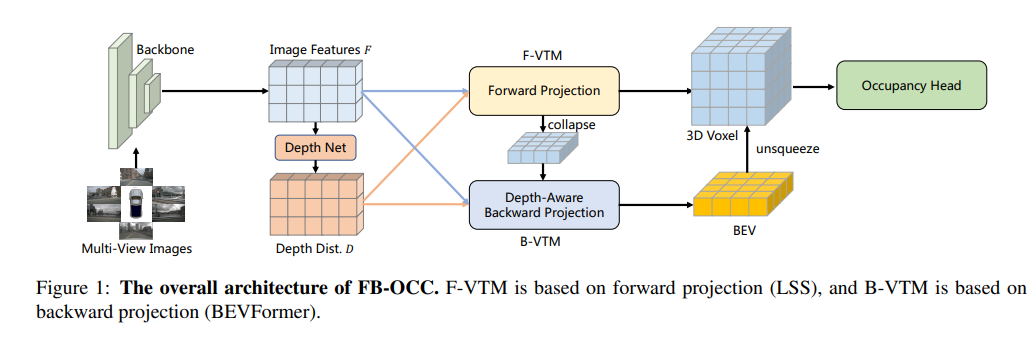 Backbone
Image Features F
F-VTM
Forward Projection
Occupancy Head
collapse
3D Voxel
unsqueeze
Depth Net
Depth-Aware
Backward Projection
Multi-View Images
Depth Dist. D
B-VTM
BEV
Figure 1: The overall architecture of FB-OCC. F-VTM is based on forward projection (LSS), and B-VTM is based on
backward projection (BEVFormer).